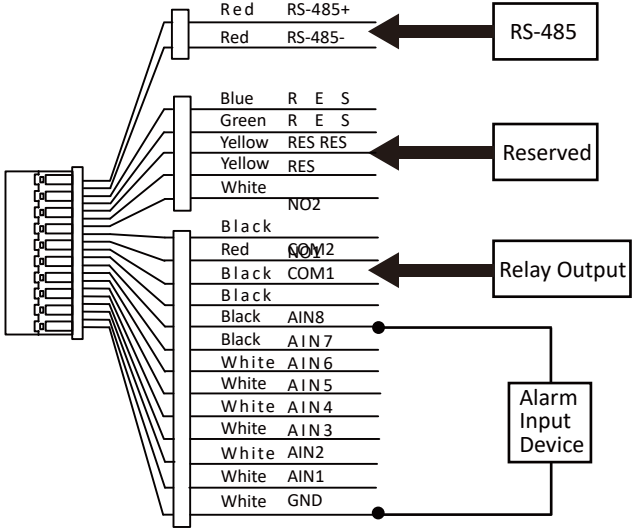 Red RS-485+
Red RS-485-
RS-485
Blue R E S
Green R E S
Yellow RES RES
Yellow RES
White
Reserved
NO2
Black
Red COM2
NO1
Black COM1
Relay Output
Black
Black AIN8
Black AIN7
White AIN6
White AIN5
White AIN4
White AIN3
White AIN2
White AIN1
White GND
Alarm
Input
Device